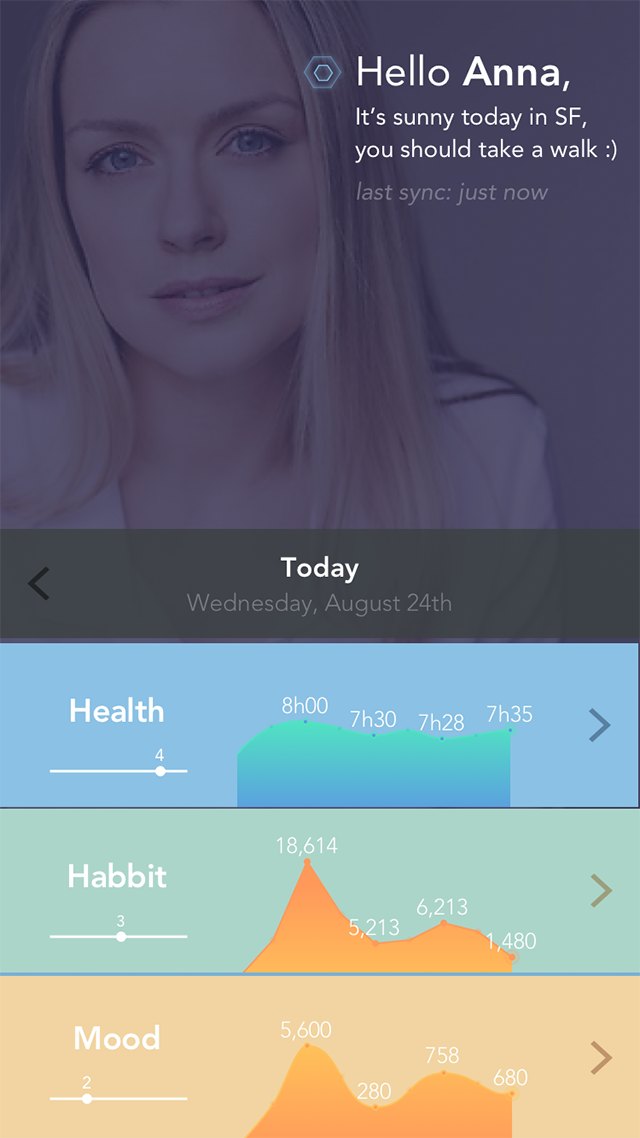 Hello Anna,
It's sunny today in SF,
you should take a walk :)
last sync: just now
Today
Wednesday, August 24th
Health
4
8h00
7h30
7h28
7h35
Habbit
3
18,614
5,213
6,213
1,480
Mood
2
5,600
280
758
680